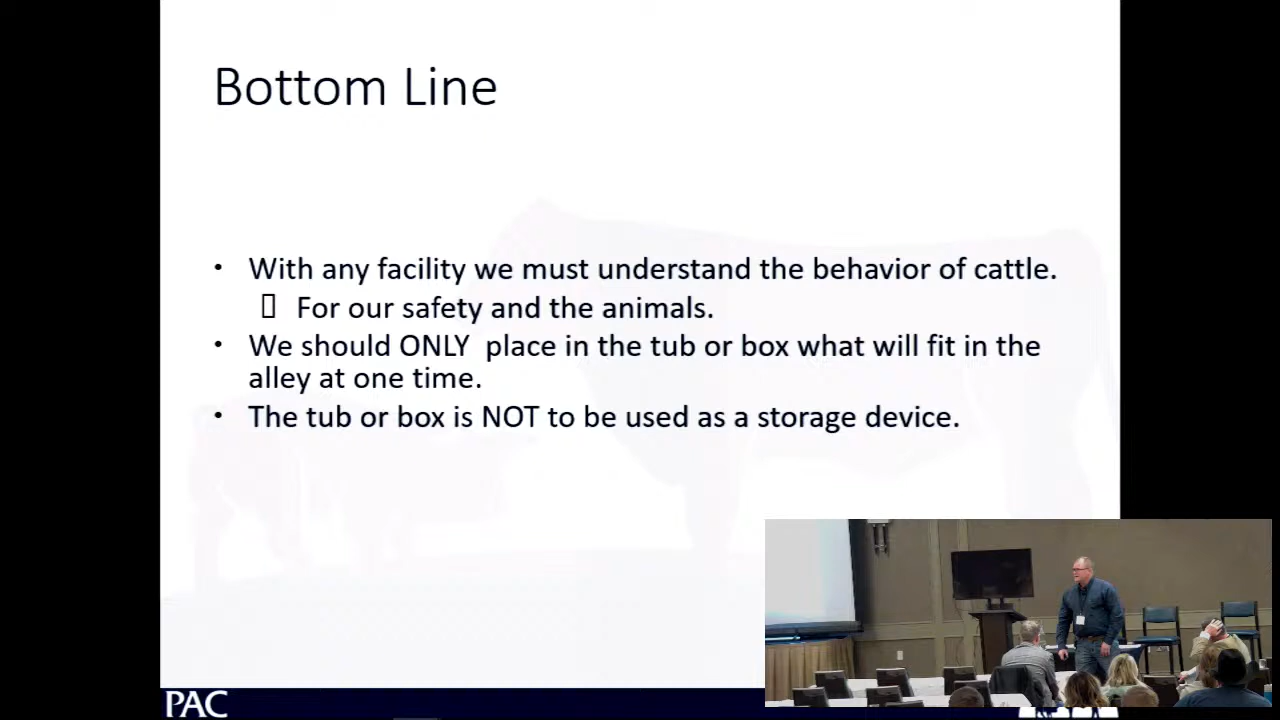 Bottom Line
• With any facility we must understand the behavior of cattle.
▯ For our safety and the animals.
• We should ONLY place in the tub or box what will fit in the
alley at one time.
• The tub or box is NOT to be used as a storage device.
PAC